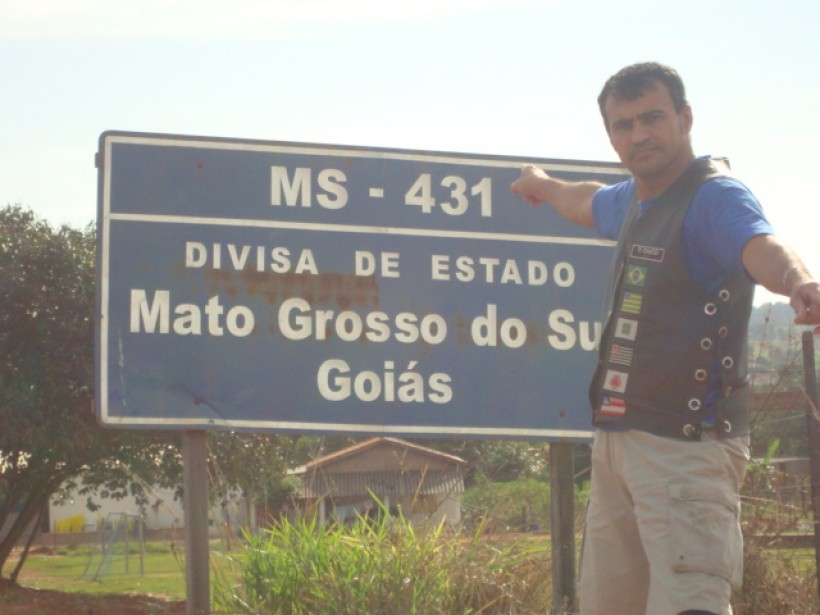 MS - 431
DIVISA DE ESTADO
Mato Grosso do Su
Goiás